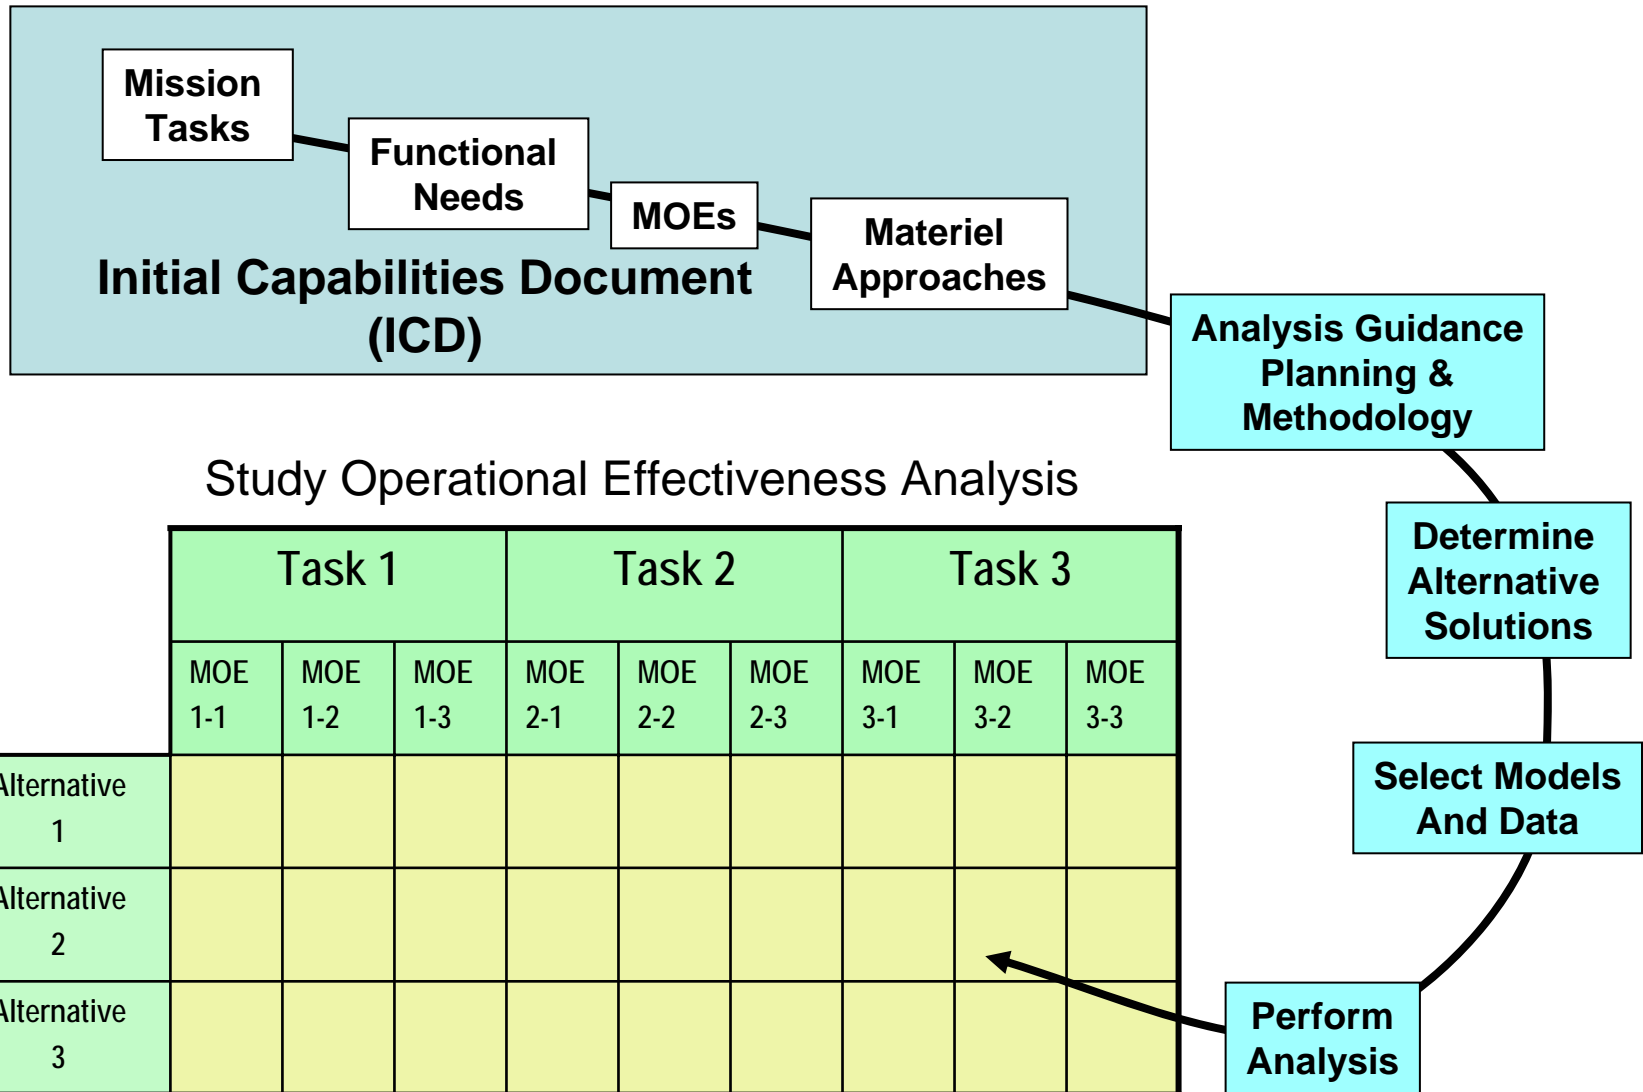 Mission
Tasks
Functional
Needs
MOEs
Materiel
Approaches
Initial Capabilities Document
(ICD)
Analysis Guidance
Planning &
Methodology
Determine
Alternative
Solutions
Select Models
And Data
Perform
Analysis
Study Operational Effectiveness Analysis
Task 1 Task 2 Task 3
MOE MOE MOE MOE MOE MOE MOE MOE MOE
1-1 1-2 1-3 2-1 2-2 2-3 3-1 3-2 3-3
Alternative
1
Alternative
2
Alternative
3